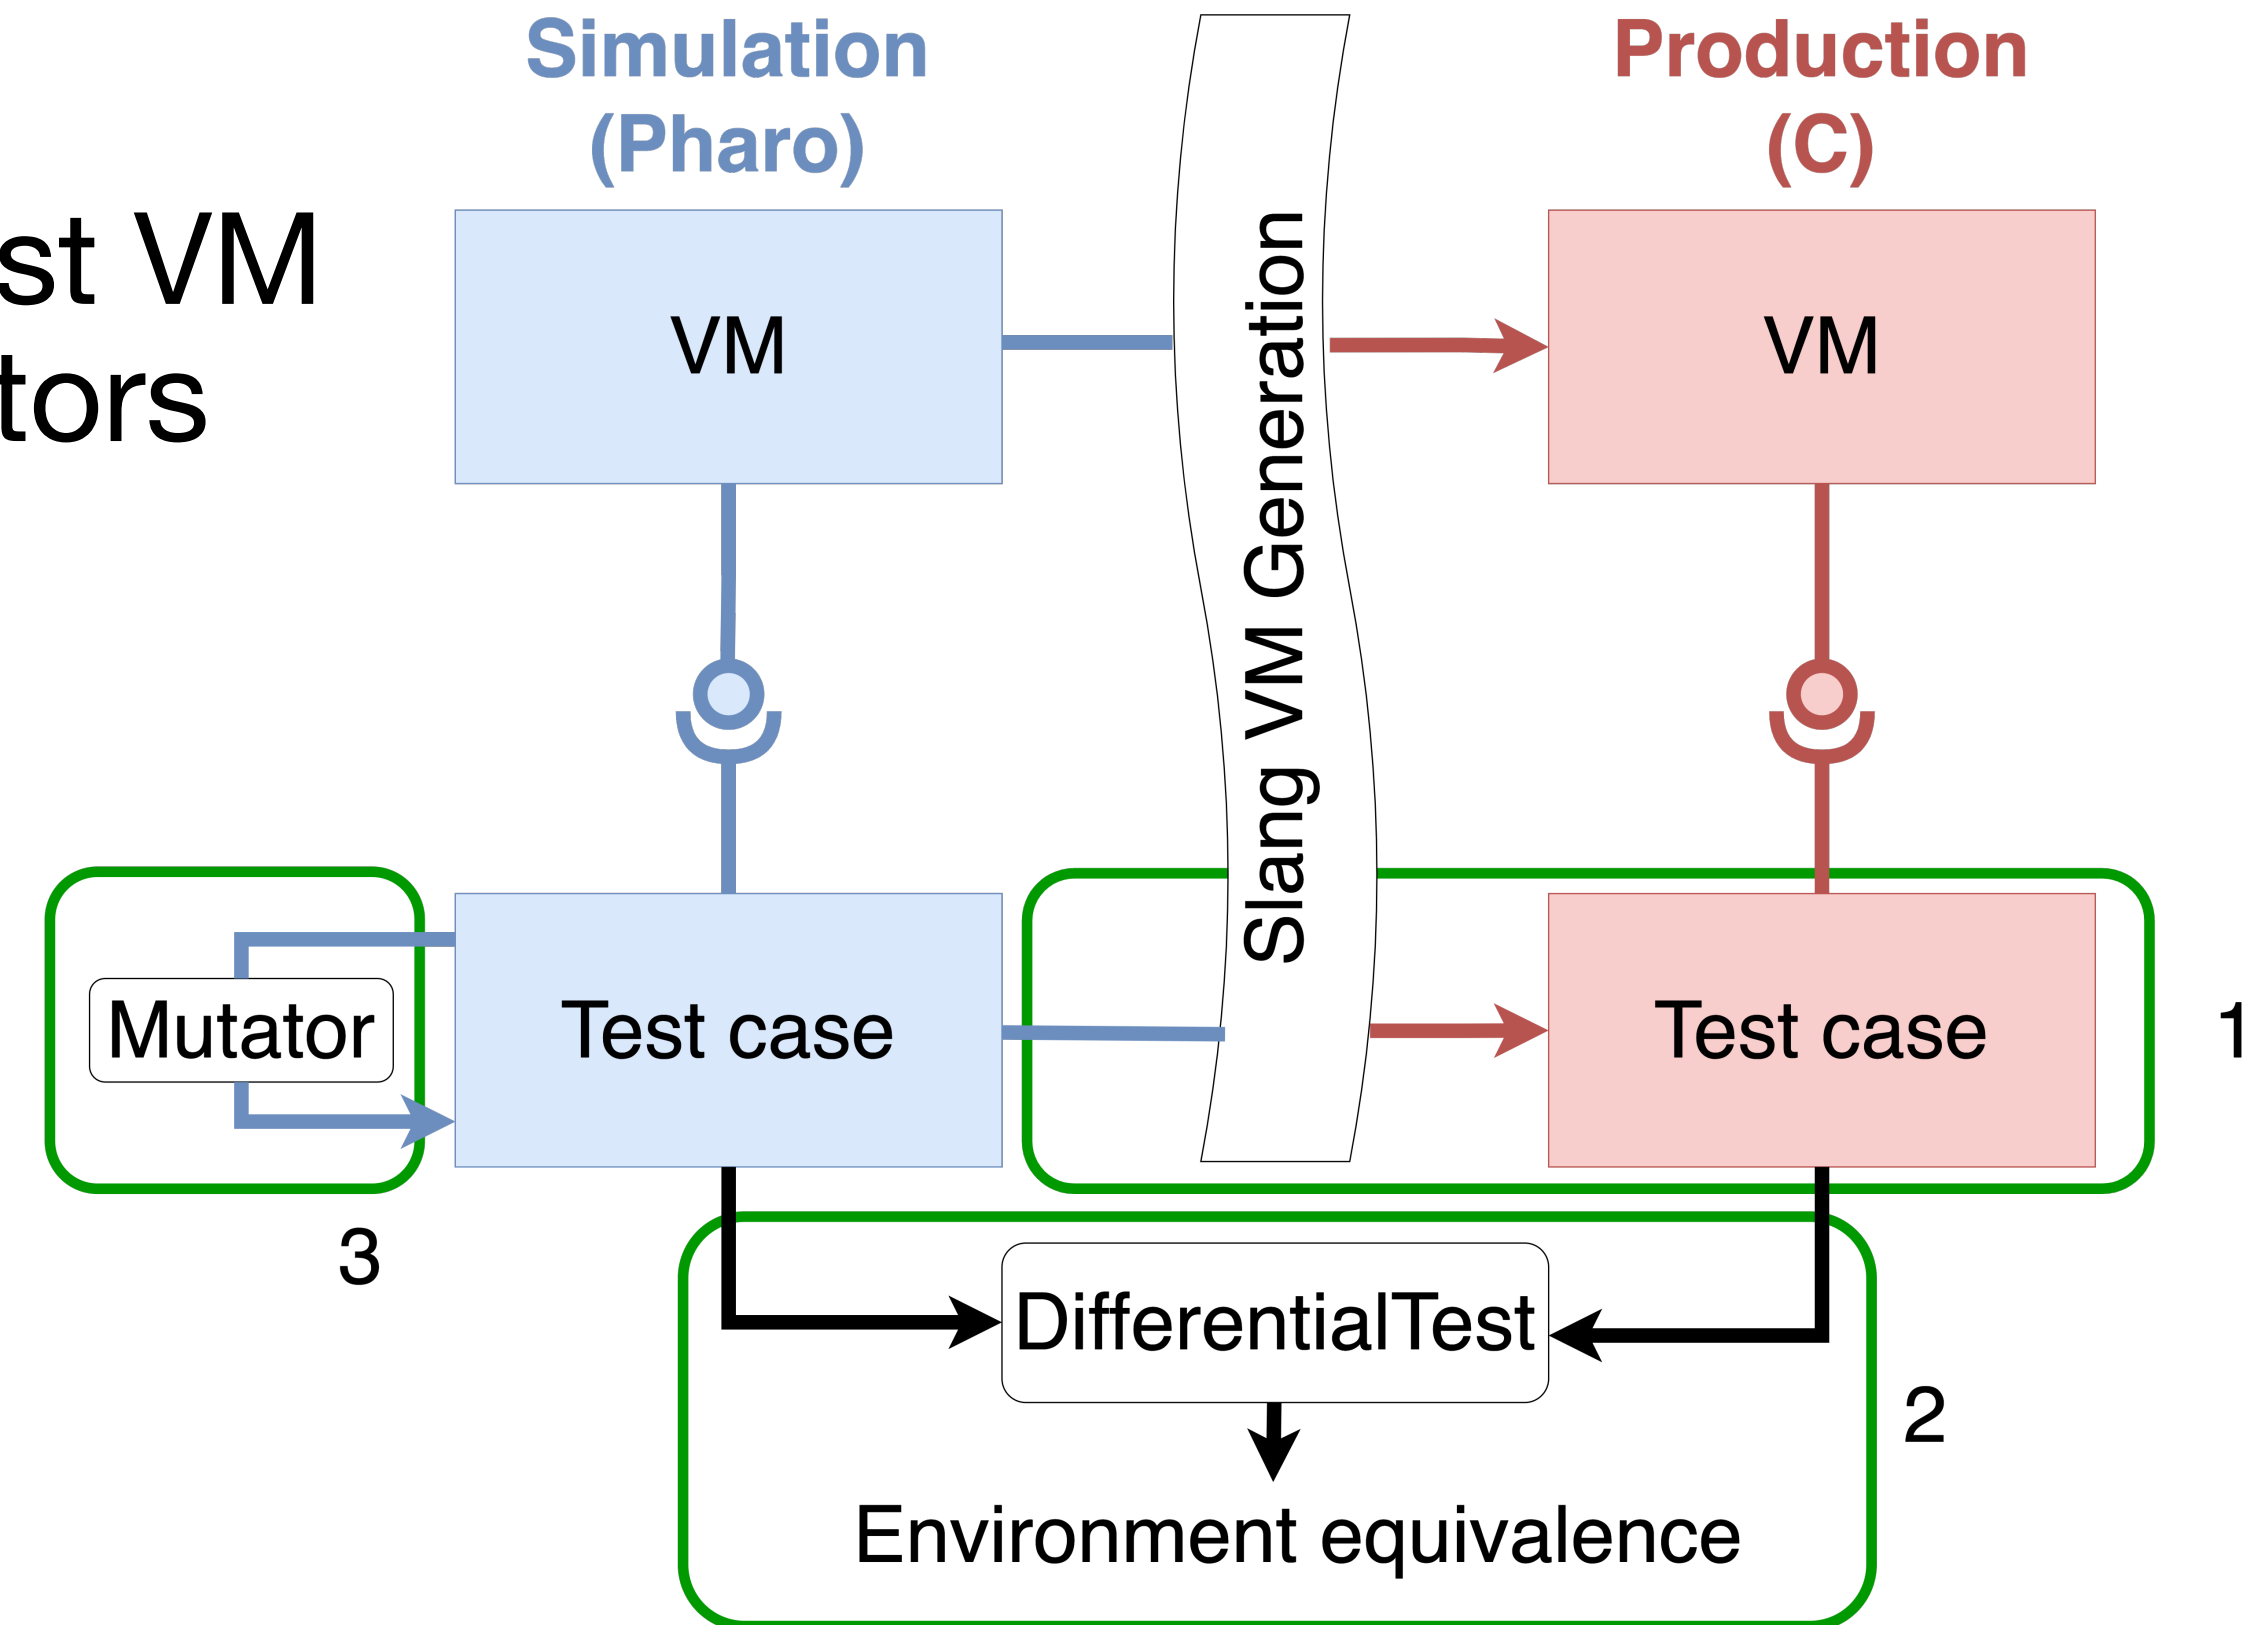 Simulation
(Pharo)
Production
(C)
st VM
tors
VM
Slang VM Generation
VM
Mutator
Test case
Test case
1
3
DifferentialTest
2
Environment equivalence